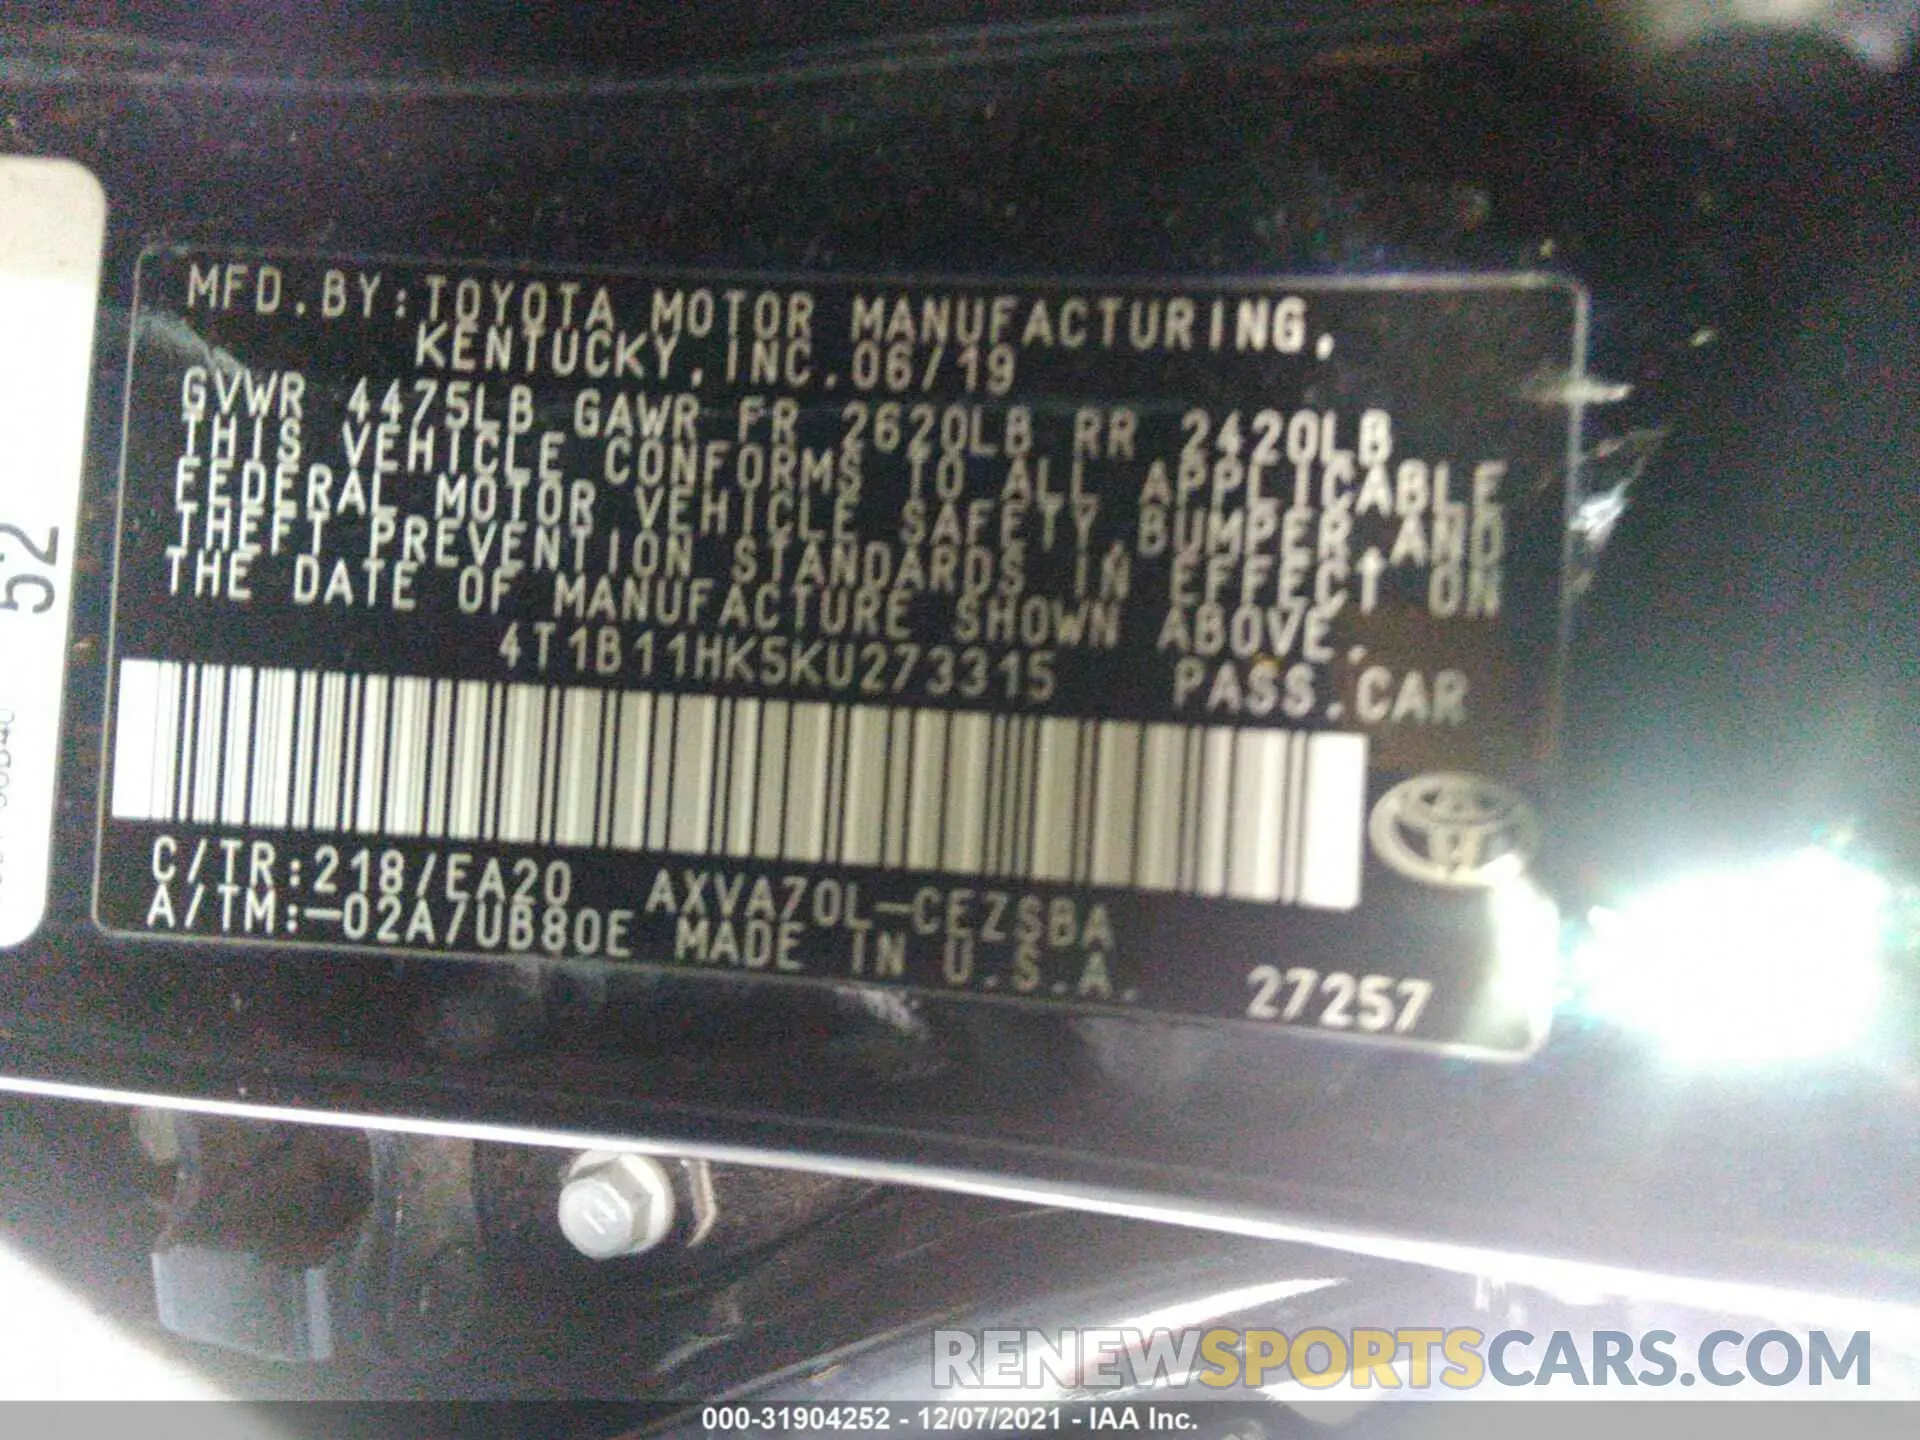 MFD.BY:TOYOTA MOTOR MANUFACTURING,
KENTUCKY,INC.06/19
GVWR 4475LB GAWR FR 2620LB RR 2420LB
THIS VEHICLE CONFORMS TO ALL APPLICABLE
FEDERAL MOTOR VEHICLE SAFETY,BUMPER,AND
THEFT PREVENTION STANDARDS IN EFFECT ON
THE DATE OF MANUFACTURE SHOWN ABOVE.
4T1B11HK5KU273315 PASS.CAR
C/TR:218/EA20 AXVA70L-CEZSBA
A/TM:-02A/UB80E MADE IN U.S.A.
27257
52
RENEWSPORTSCARS.COM
000-31904252 - 12/07/2021 - IAA Inc.